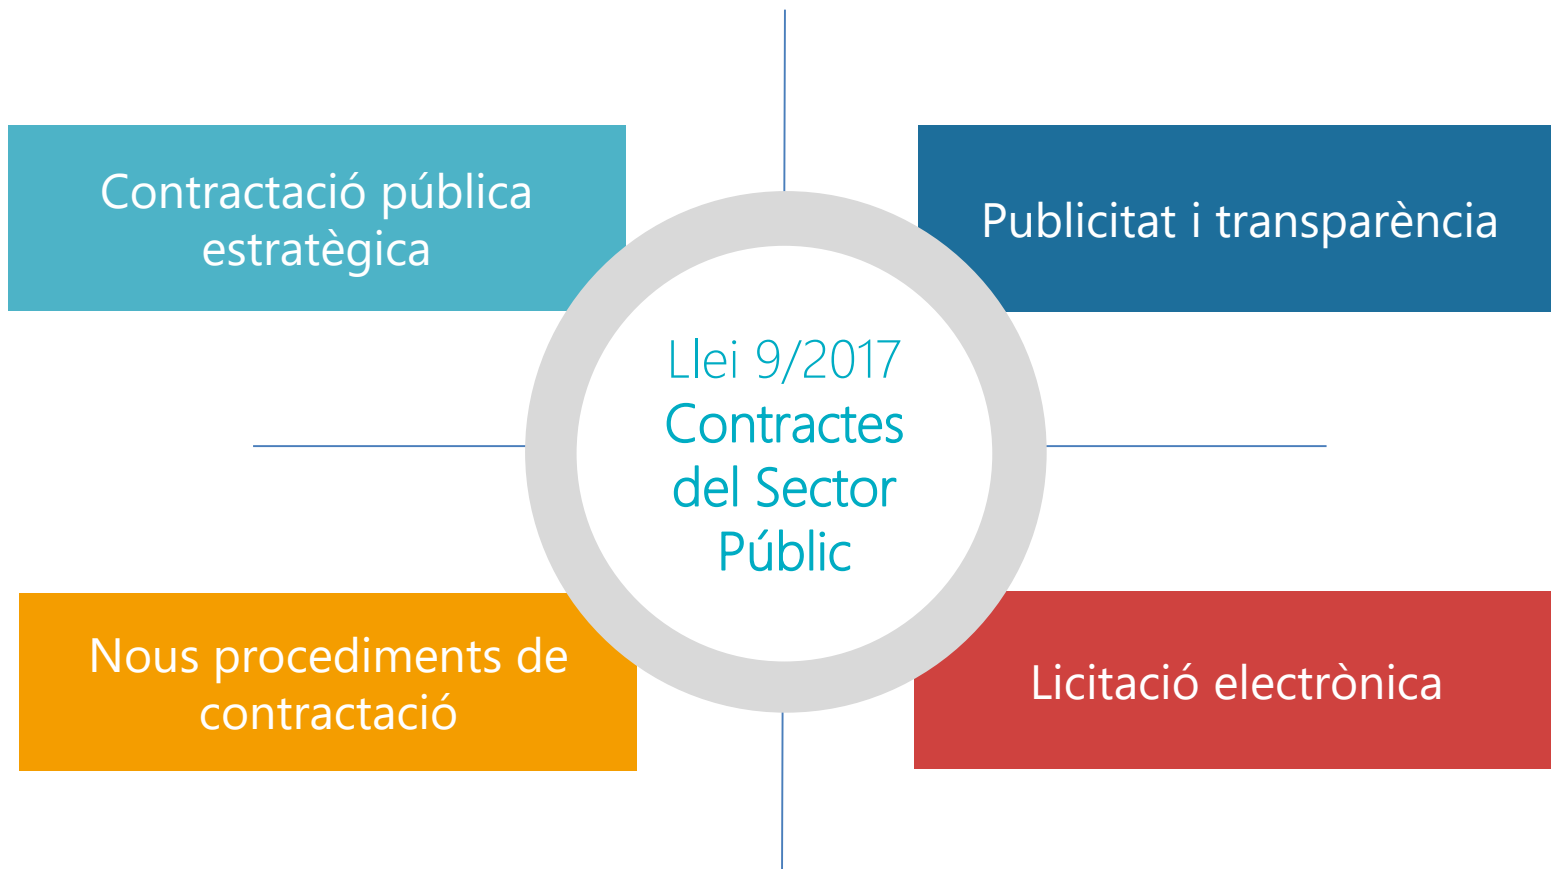 Contractació pública
estratègica
Publicitat i transparència
Llei 9/2017
Contractes
del Sector
Públic
Nous procediments de
contractació
Licitació electrònica